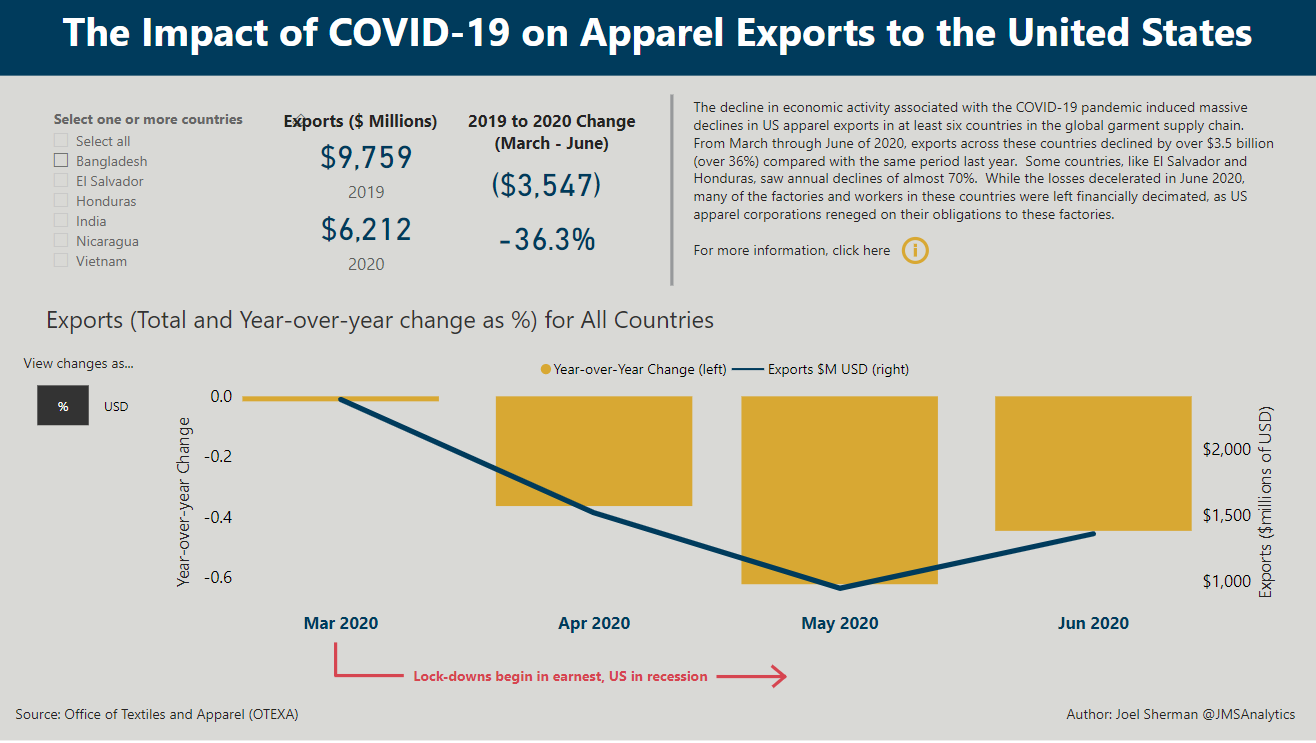 The Impact of COVID-19 on Apparel Exports to the United States
Select one or more countries
Select all
Bangladesh
El Salvador
Honduras
India
Nicaragua
Vietnam
Exports ($ Millions)
$9,759
2019
$6,212
2020
2019 to 2020 Change
(March - June)
($3,547)
-36.3%
The decline in economic activity associated with the COVID-19 pandemic induced massive
declines in US apparel exports in at least six countries in the global garment supply chain.
From March through June of 2020, exports across these countries declined by over $3.5 billion
(over 36%) compared with the same period last year.  Some countries, like El Salvador and
Honduras, saw annual declines of almost 70%.  While the losses decelerated in June 2020,
many of the factories and workers in these countries were left financially decimated, as US
apparel corporations reneged on their obligations to these factories.
For more information, click here
i
Exports (Total and Year-over-year change as %) for All Countries
View changes as...
% USD
Year-over-Year Change (left) Exports $M USD (right)
Year-over-year Change
0.0
-0.2
-0.4
-0.6
$2,000
$1,500
$1,000
Exports ($millions of USD)
Mar 2020 Apr 2020 May 2020 Jun 2020
Lock-downs begin in earnest, US in recession
Source: Office of Textiles and Apparel (OTEXA)
Author: Joel Sherman @JMSAnalytics